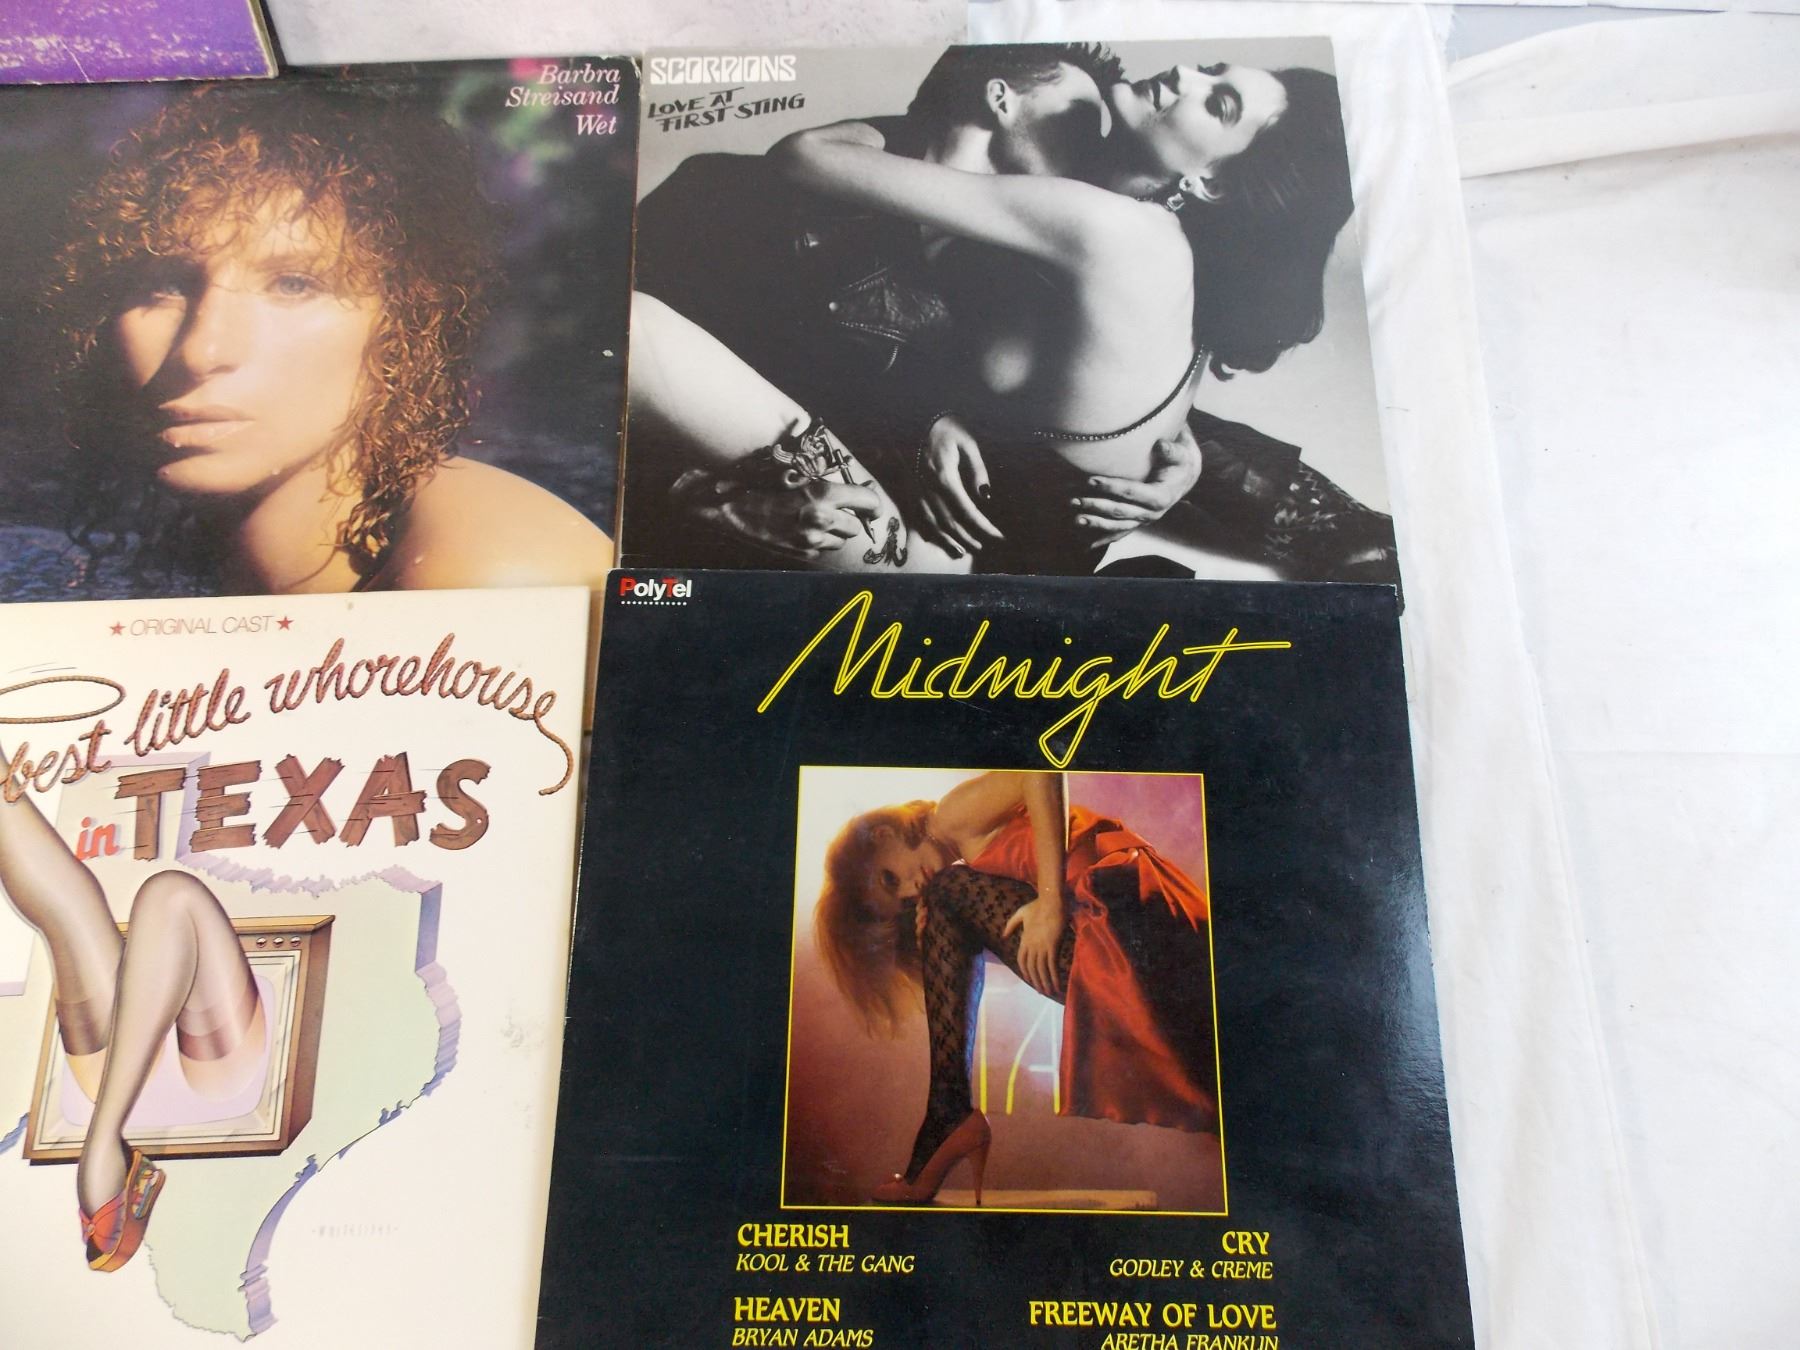 Barbra
Streisand
Wet
SCORPIONS
LOVE AT
FIRST STING
★ ORIGINAL CAST ★
best little whorehouse
in TEXAS
PolyTel
Midnight
CHERISH
KOOL & THE GANG
CRY
GODLEY & CREME
HEAVEN
BRYAN ADAMS
FREEWAY OF LOVE
ARETHA FRANKLIN